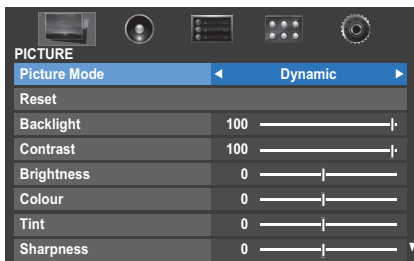 PICTURE
Picture Mode Dynamic
Reset
Backlight 100
Contrast 100
Brightness 0
Colour 0
Tint 0
Sharpness 0